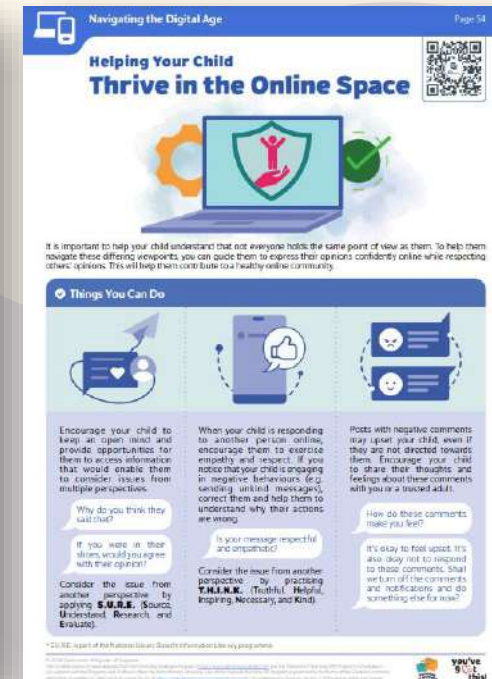 Navigating the Digital Age
Page 54
Helping Your Child
Thrive in the Online Space
It is important to help your child understand that not everyone holds the same point of view as them. To help them
navigate these differing viewpoints, you can guide them to express their opinions confidently online while respecting
others' opinions. This will help them contribute to a healthy online community.
Things You Can Do
Encourage your child to
keep an open mind and
provide opportunities for
them to access information
that would enable them
to consider issues from
multiple perspectives.
Why do you think they
said that?
If you were in their
shoes, would you agree
with their opinion?
Consider the issue from
another perspective by
applying S.U.R.E. (Source,
Understand, Research, and
Evaluate).
When your child is responding
to another person online,
encourage them to exercise
empathy and respect. If you
notice that your child is engaging
in negative behaviours (e.g.
sending unkind messages),
correct them and help them to
understand why their actions
are wrong.
Is your message respectful
and empathetic?
Consider the issue from another
perspective by practising
T.H.I.N.K. (Truthful, Helpful,
Inspiring, Necessary, and Kind).
Posts with negative comments
may upset your child, even if
they are not directed towards
them. Encourage your child
to share their thoughts and
feelings about these comments
with you or a trusted adult.
How do these comments
make you feel?
It's okay to feel upset. It's
also okay not to respond
to these comments. Shall
we turn off the comments
and notifications and do
something else for now?
you've
got
this!